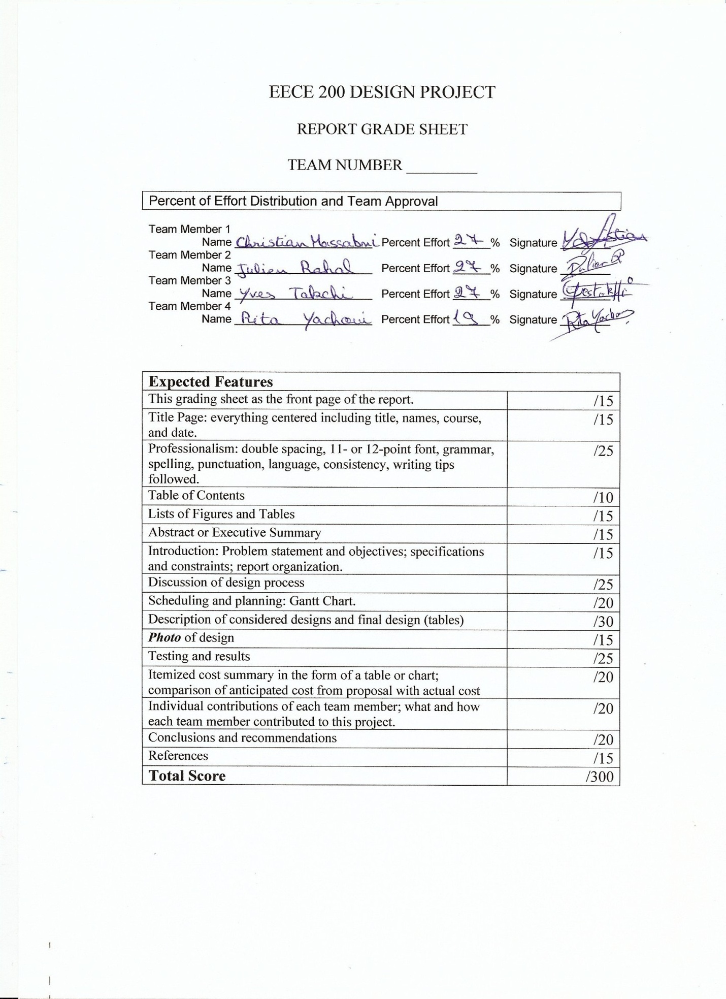 EECE 200 DESIGN PROJECT
REPORT GRADE SHEET
TEAM NUMBER __________
Percent of Effort Distribution and Team Approval
Team Member 1
Name Christian Massabni Percent Effort 27 % Signature
Team Member 2
Name Julien Rahal Percent Effort 27 % Signature Julien R
Team Member 3
Name Yves Takchi Percent Effort 27 % Signature
Team Member 4
Name Rita Yachoui Percent Effort 19 % Signature Rita Yachoui
Expected Features
This grading sheet as the front page of the report. /15
Title Page: everything centered including title, names, course, /15
and date.
Professionalism: double spacing, 11- or 12-point font, grammar, /25
spelling, punctuation, language, consistency, writing tips
followed.
Table of Contents /10
Lists of Figures and Tables /15
Abstract or Executive Summary /15
Introduction: Problem statement and objectives; specifications /15
and constraints; report organization.
Discussion of design process /25
Scheduling and planning: Gantt Chart. /20
Description of considered designs and final design (tables) /30
Photo of design /15
Testing and results /25
Itemized cost summary in the form of a table or chart; /20
comparison of anticipated cost from proposal with actual cost
Individual contributions of each team member; what and how /20
each team member contributed to this project.
Conclusions and recommendations /20
References /15
Total Score /300